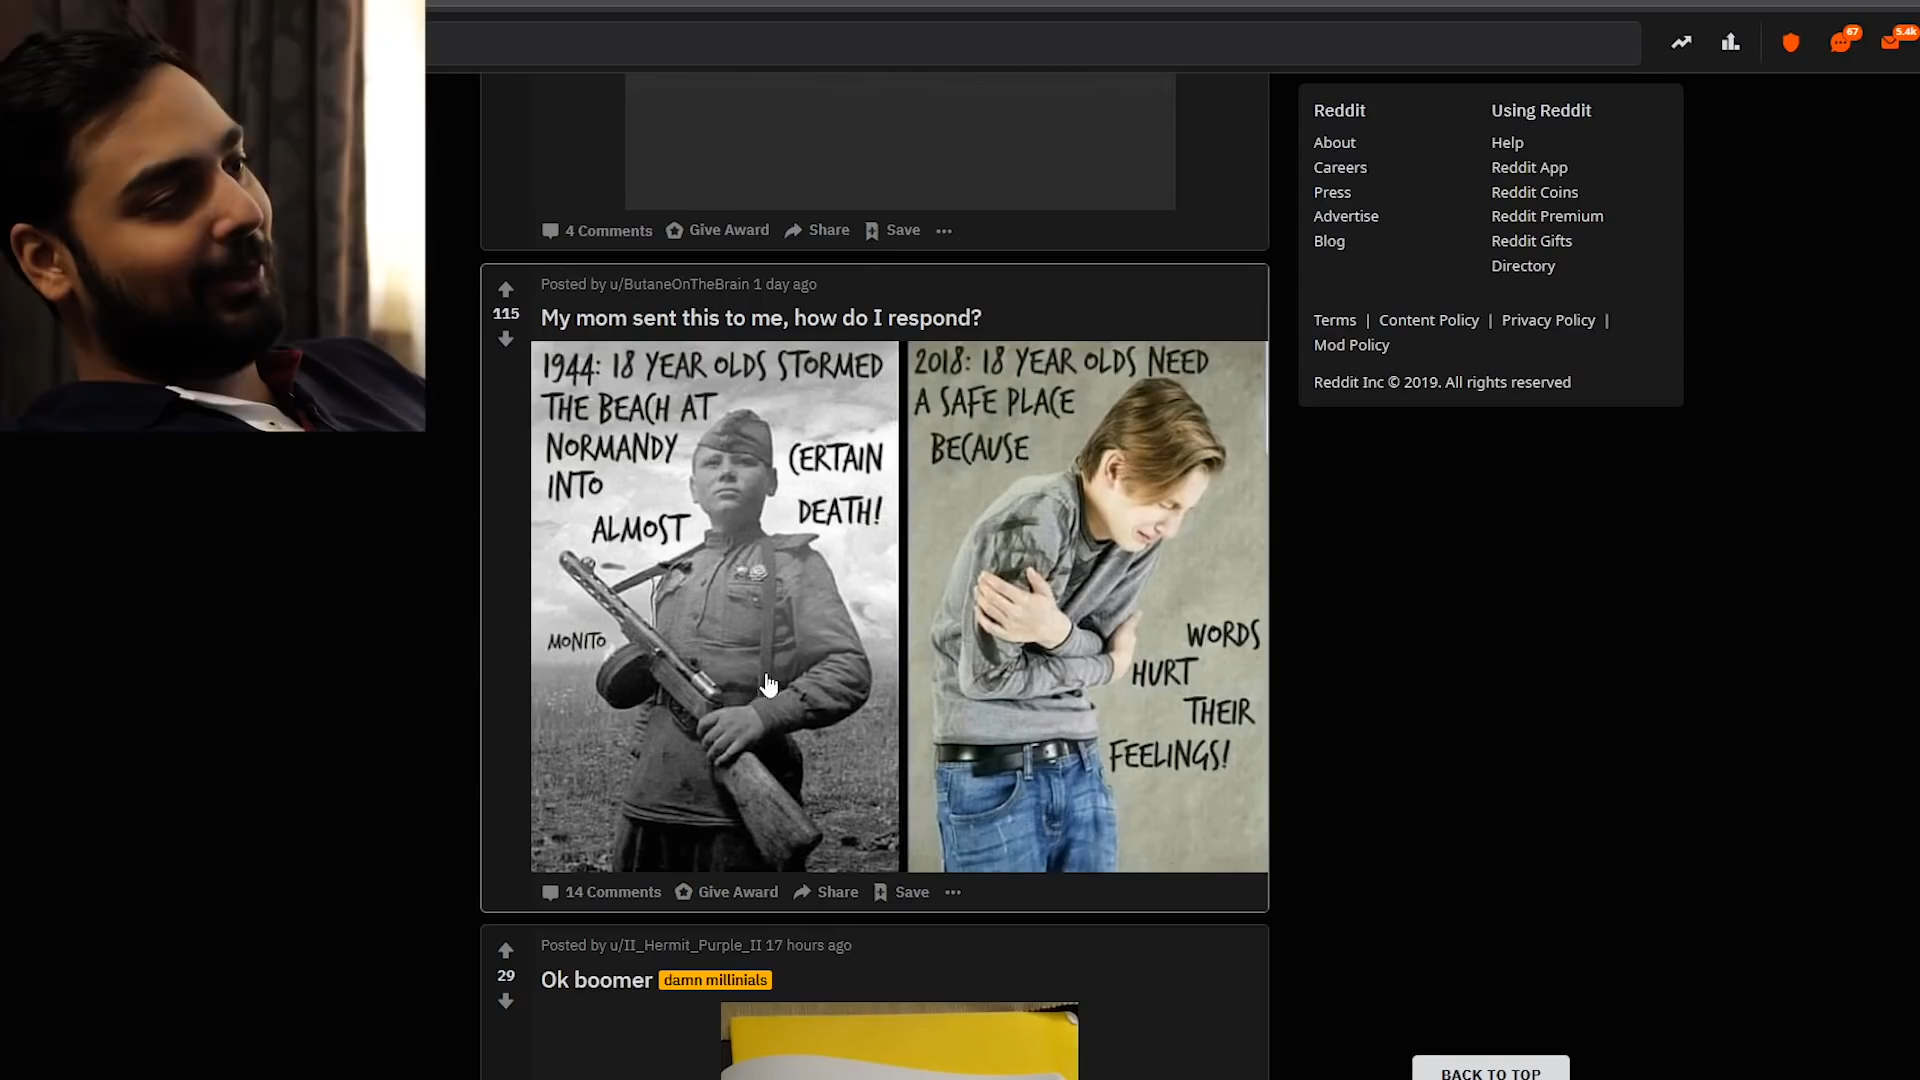 67
5.4k
4 Comments Give Award Share Save
Posted by u/ButaneOnTheBrain 1 day ago
115
My mom sent this to me, how do I respond?
1944: 18 YEAR OLDS STORMED
THE BEACH AT
NORMANDY
INTO
ALMOST
CERTAIN
DEATH!
MONITO
2018: 18 YEAR OLDS NEED
A SAFE PLACE
BECAUSE
WORDS
HURT
THEIR
FEELINGS!
14 Comments Give Award Share Save
Posted by u/II_Hermit_Purple_II 17 hours ago
29
Ok boomer damn millinials
Reddit
About
Careers
Press
Advertise
Blog
Using Reddit
Help
Reddit App
Reddit Coins
Reddit Premium
Reddit Gifts
Directory
Terms | Content Policy | Privacy Policy |
Mod Policy
Reddit Inc © 2019. All rights reserved
BACK TO TOP